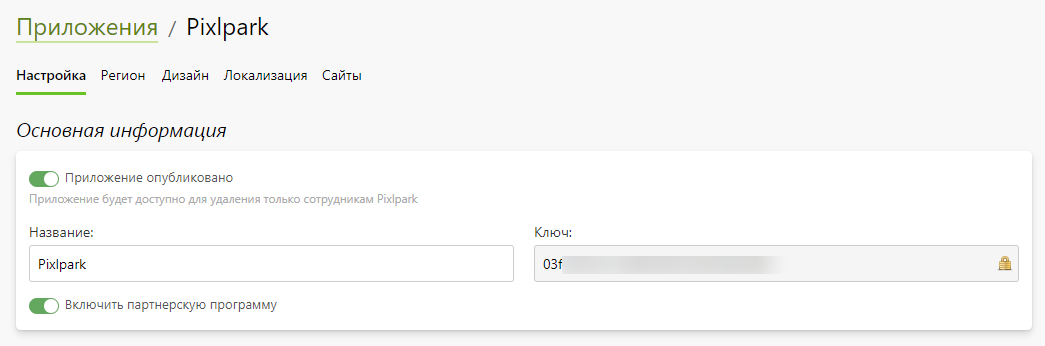 Приложения / Pixlpark
Настройка Регион Дизайн Локализация Сайты
Основная информация
Приложение опубликовано
Приложение будет доступно для удаления только сотрудникам Pixlpark
Название: Ключ:
Pixlpark 03f
Включить партнерскую программу